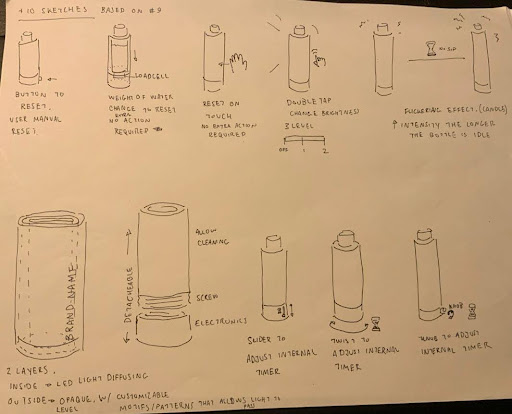 +10 SKETCHES BASED ON #9
BUTTON TO
RESET.
USER MANUAL
RESET.
LOADCELL
WEIGHT OF WATER
CHANGE TO RESET
EXTRA
NO ACTION
REQUIRED
RESET ON
TOUCH
NO EXTRA ACTION
REQUIRED
DOUBLE TAP
CHANGE BRIGHTNESS
3 LEVEL
OFF 1 2
FLICKERING EFFECT. (CANDLE)
↑ INTENSITY THE LONGER
THE BOTTLE IS IDLE
BRAND-NAME
2 LAYERS,
INSIDE → LED LIGHT DIFFUSING
OUTSIDE → OPAQUE, W/ CUSTOMIZABLE
LEVEL MOTIFS/PATTERNS THAT ALLOWS LIGHT TO
PASS
DETACHEABLE
ALLOW
CLEANING
SCREW
ELECTRONICS
SLIDER TO
ADJUST INTERNAL
TIMER
TWIST TO
ADJUST INTERNAL
TIMER
KNOB
KNOB TO ADJUST
INTERNAL TIMER